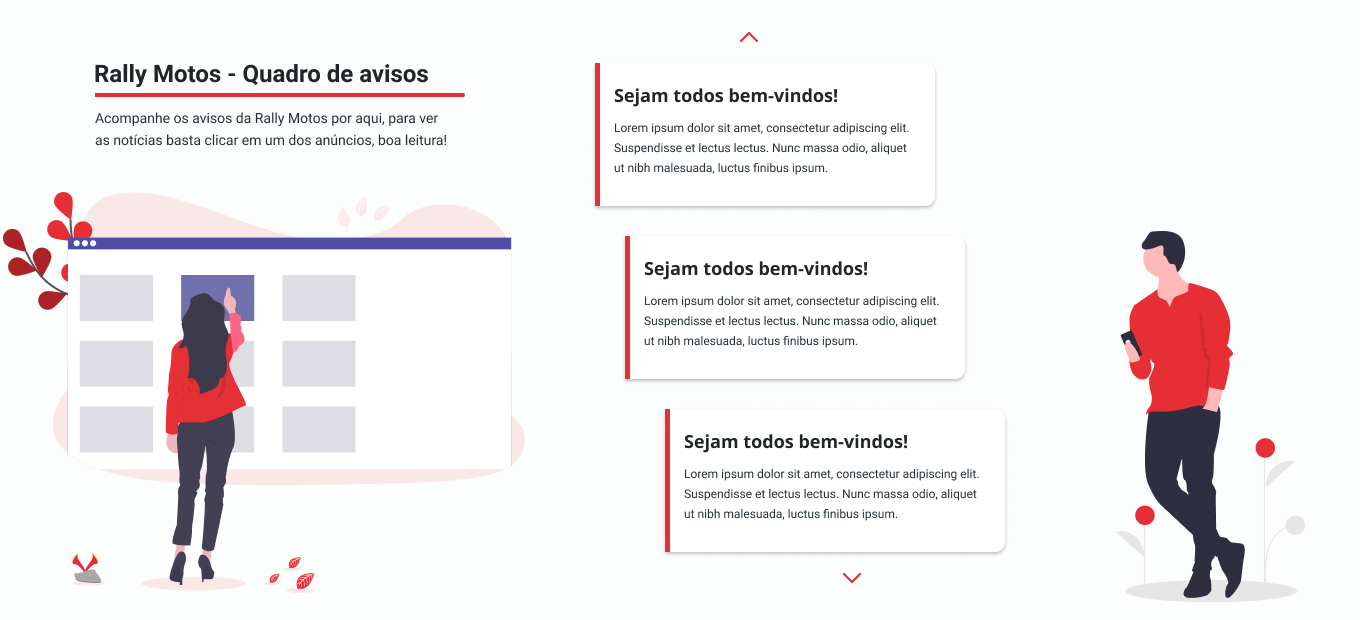 Rally Motos - Quadro de avisos
Acompanhe os avisos da Rally Motos por aqui, para ver
as notícias basta clicar em um dos anúncios, boa leitura!
Sejam todos bem-vindos!
Lorem ipsum dolor sit amet, consectetur adipiscing elit.
Suspendisse et lectus lectus. Nunc massa odio, aliquet
ut nibh malesuada, luctus finibus ipsum.
Sejam todos bem-vindos!
Lorem ipsum dolor sit amet, consectetur adipiscing elit.
Suspendisse et lectus lectus. Nunc massa odio, aliquet
ut nibh malesuada, luctus finibus ipsum.
Sejam todos bem-vindos!
Lorem ipsum dolor sit amet, consectetur adipiscing elit.
Suspendisse et lectus lectus. Nunc massa odio, aliquet
ut nibh malesuada, luctus finibus ipsum.